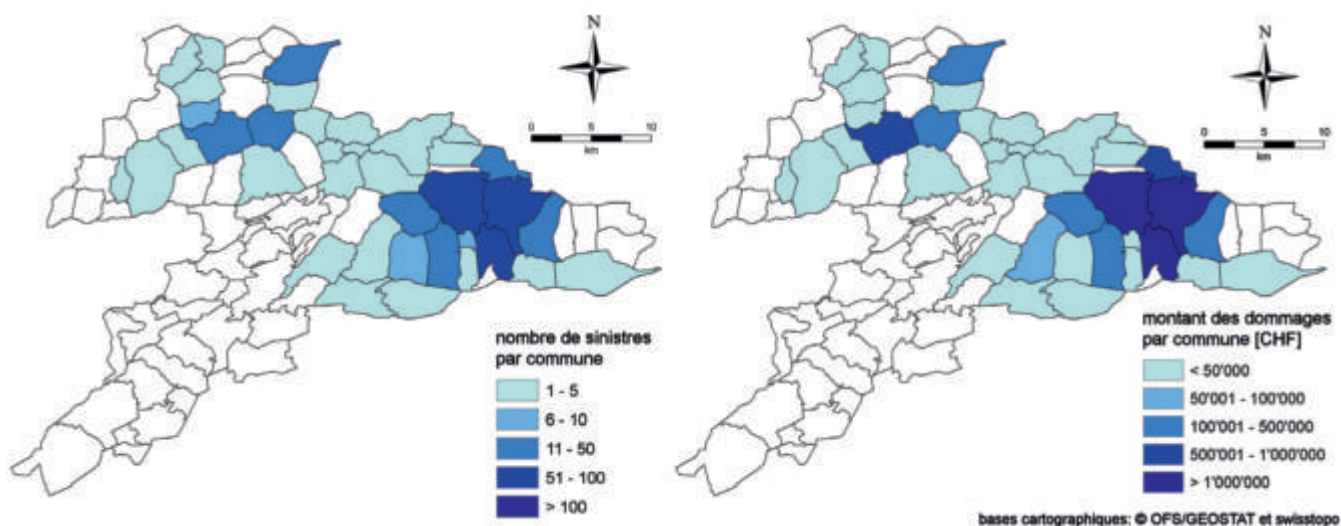 N
0 5 10
km
nombre de sinistres
par commune
1 - 5
6 - 10
11 - 50
51 - 100
> 100
N
0 5 10
km
montant des dommages
par commune [CHF]
< 50'000
50'001 - 100'000
100'001 - 500'000
500'001 - 1'000'000
> 1'000'000
bases cartographiques: © OFS/GEOSTAT et swisstopo